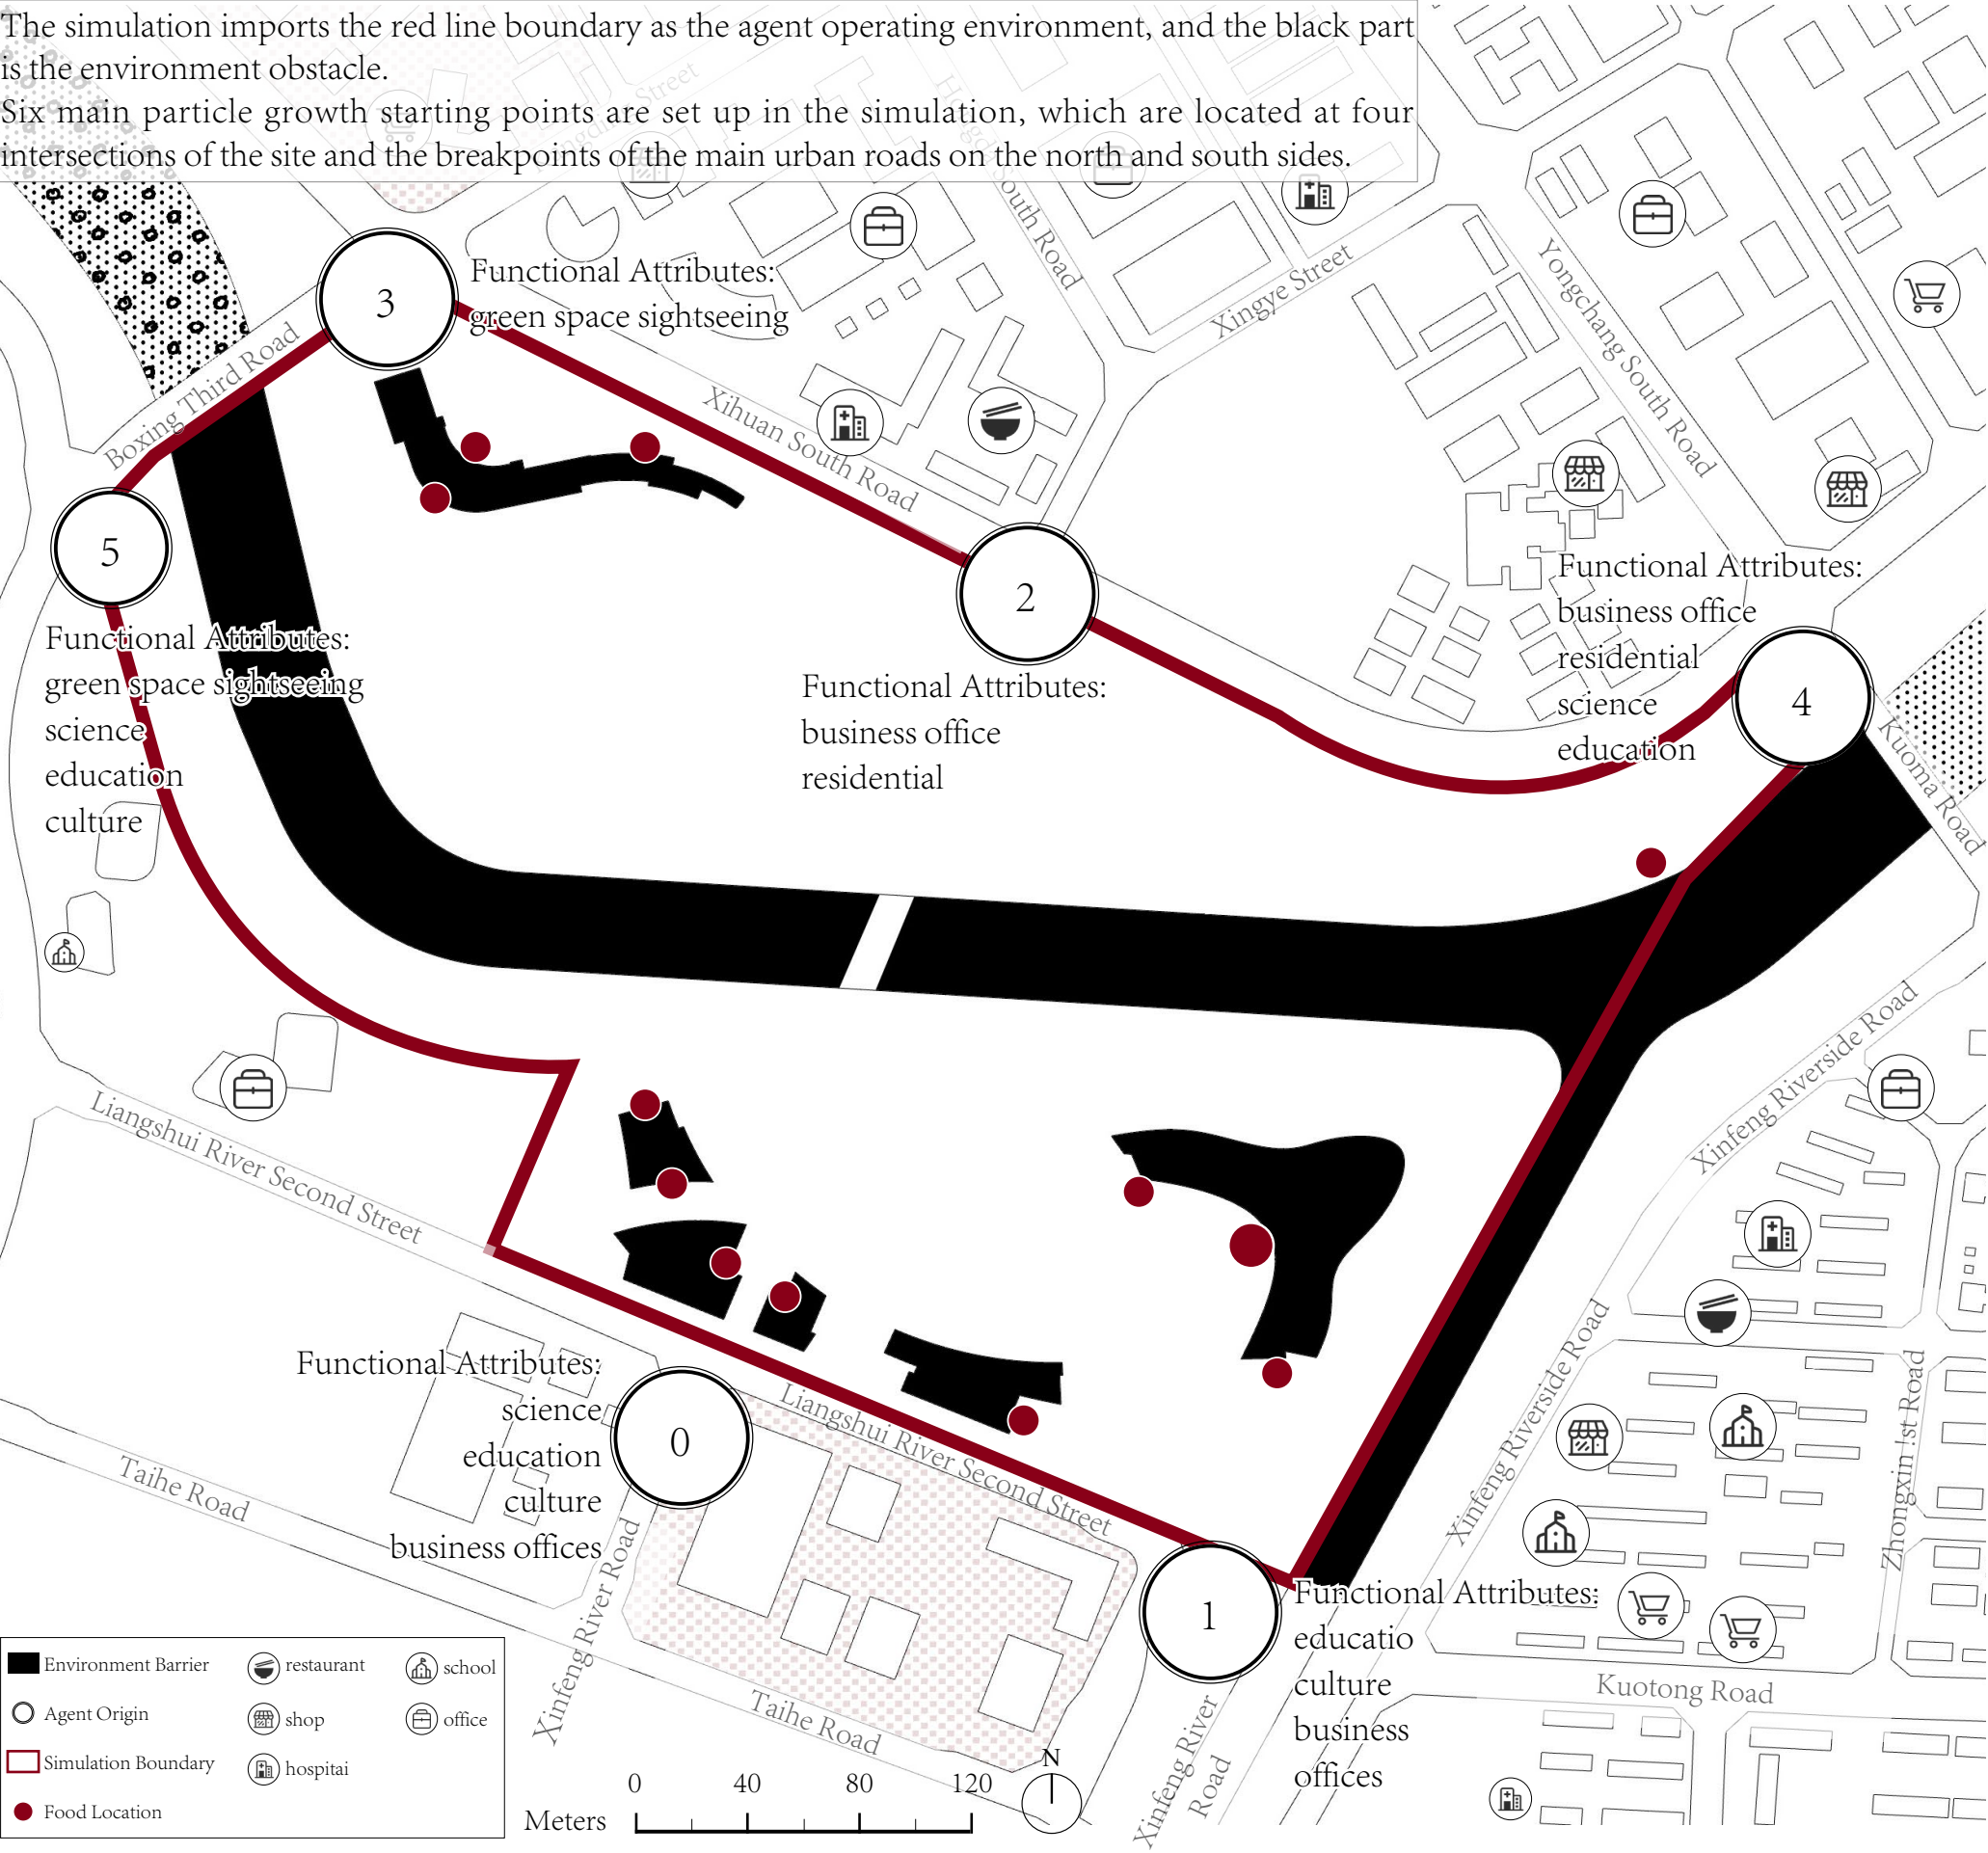 The simulation imports the red line boundary as the agent operating environment, and the black part
is the environment obstacle.
Six main particle growth starting points are set up in the simulation, which are located at four
intersections of the site and the breakpoints of the main urban roads on the north and south sides.
Street
South Road
Xingye Street
Yongchang South Road
3
Functional Attributes:
green space sightseeing
Boxing Third Road
Xihuan South Road
5
Functional Attributes:
green space sightseeing
science
education
culture
2
Functional Attributes:
business office
residential
Functional Attributes:
business office
residential
science
education
4
Kuoma Road
Xinfeng Riverside Road
Liangshui River Second Street
Functional Attributes:
science
education
culture
business offices
0
Liangshui River Second Street
Xinfeng Riverside Road
Zhongxin !st Road
Taihe Road
Xinfeng River Road
1
Functional Attributes:
educatio
culture
business
offices
Kuotong Road
Taihe Road
Xinfeng River
Road
Environment Barrier
restaurant
school
Agent Origin
shop
office
Simulation Boundary
hospitai
Food Location
0 40 80 120
Meters
N